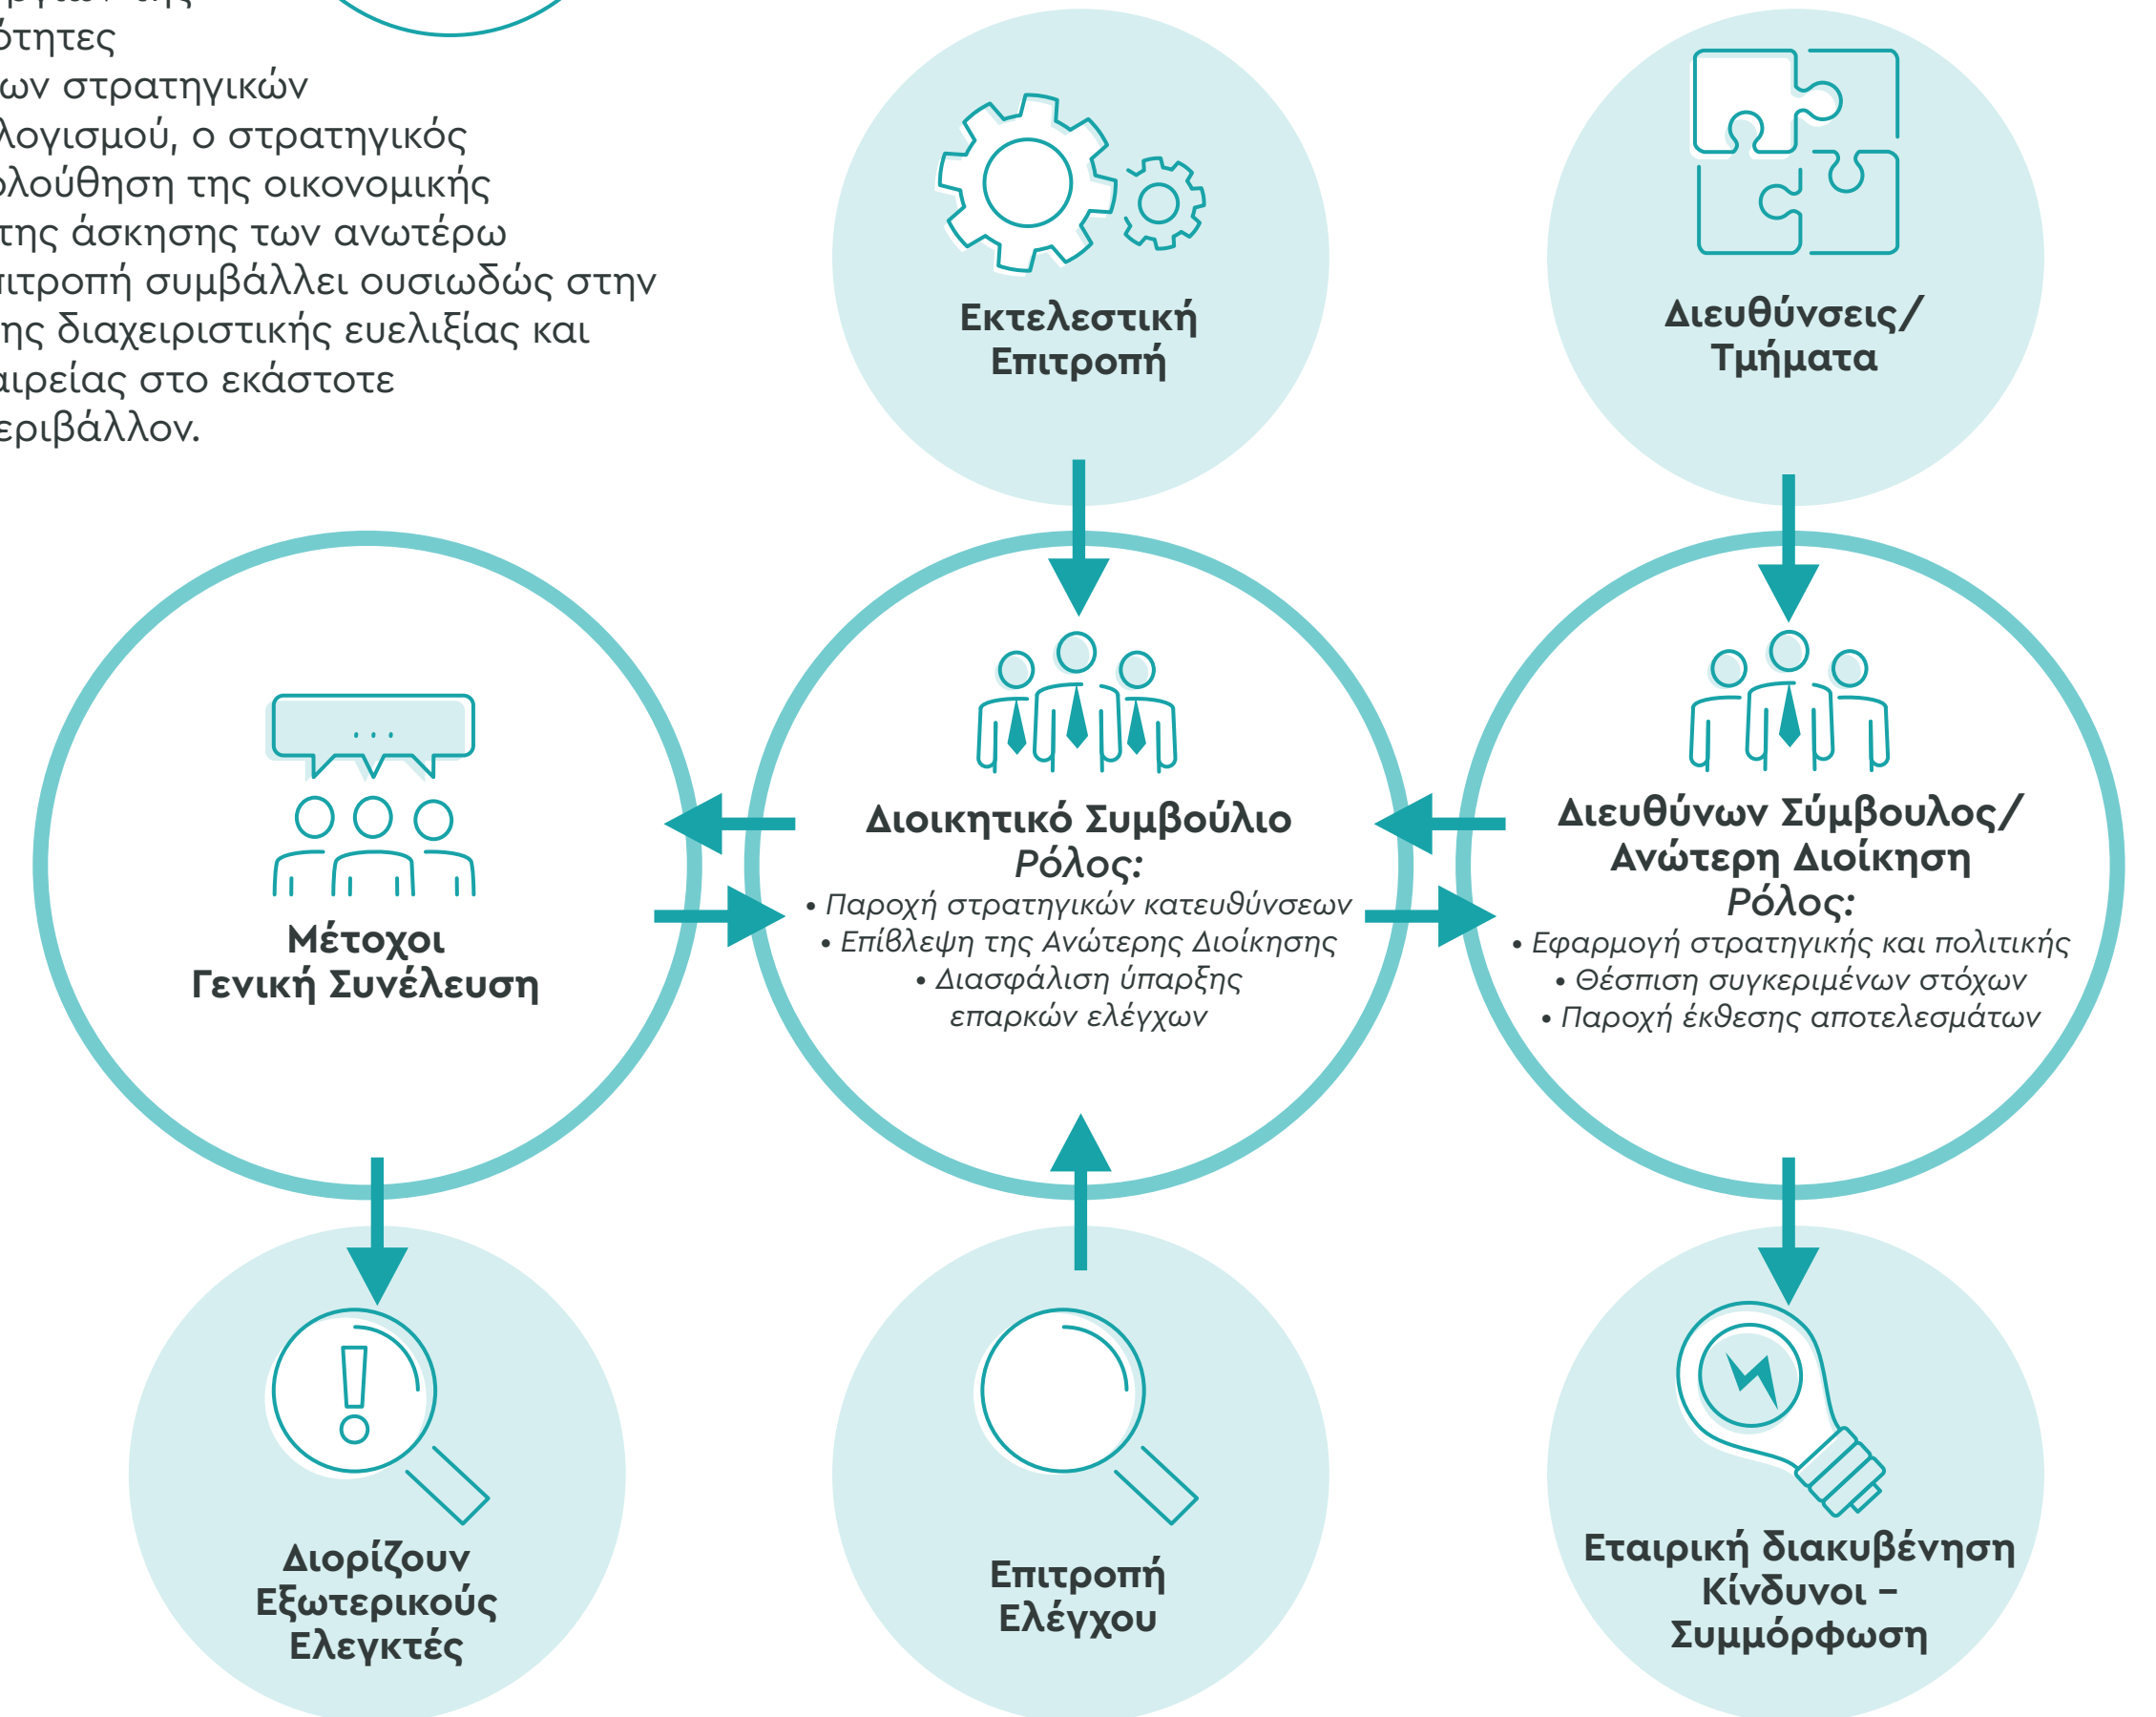 ότητες
ων στρατηγικών
λογισμού, ο στρατηγικός
ολούθηση της οικονομικής
της άσκησης των ανωτέρω
πιτροπή συμβάλλει ουσιωδώς στην
ης διαχειριστικής ευελιξίας και
αιρείας στο εκάστοτε
εριβάλλον.
Εκτελεστική
Επιτροπή
Διευθύνσεις/
Τμήματα
Μέτοχοι
Γενική Συνέλευση
Διοικητικό Συμβούλιο
Ρόλος:
• Παροχή στρατηγικών κατευθύνσεων
• Επίβλεψη της Ανώτερης Διοίκησης
• Διασφάλιση ύπαρξης
επαρκών ελέγχων
Διευθύνων Σύμβουλος/
Ανώτερη Διοίκηση
Ρόλος:
• Εφαρμογή στρατηγικής και πολιτικής
• Θέσπιση συγκεριμένων στόχων
• Παροχή έκθεσης αποτελεσμάτων
Διορίζουν
Εξωτερικούς
Ελεγκτές
Επιτροπή
Ελέγχου
Εταιρική διακυβένηση
Κίνδυνοι –
Συμμόρφωση